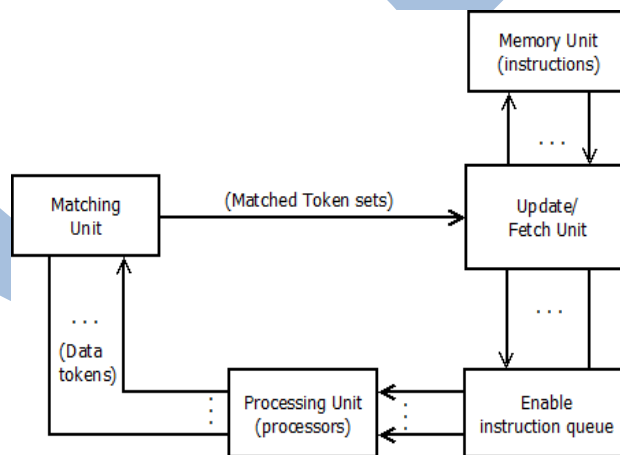 Memory Unit
(instructions)
. . .
Matching
Unit
(Matched Token sets)
Update/
Fetch Unit
. . .
. . .
(Data
tokens)
Processing Unit
(processors)
Enable
instruction queue